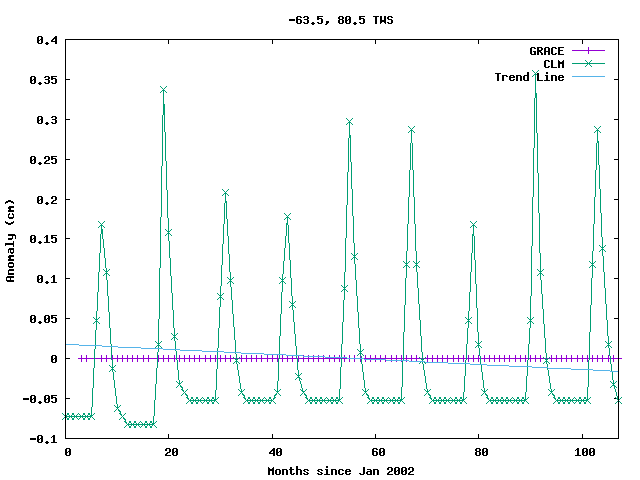 -63.5, 80.5 TWS
GRACE
CLM
Trend Line
0.4
0.35
0.3
0.25
0.2
0.15
0.1
0.05
0
-0.05
-0.1
Anomaly (cm)
0 20 40 60 80 100
Months since Jan 2002